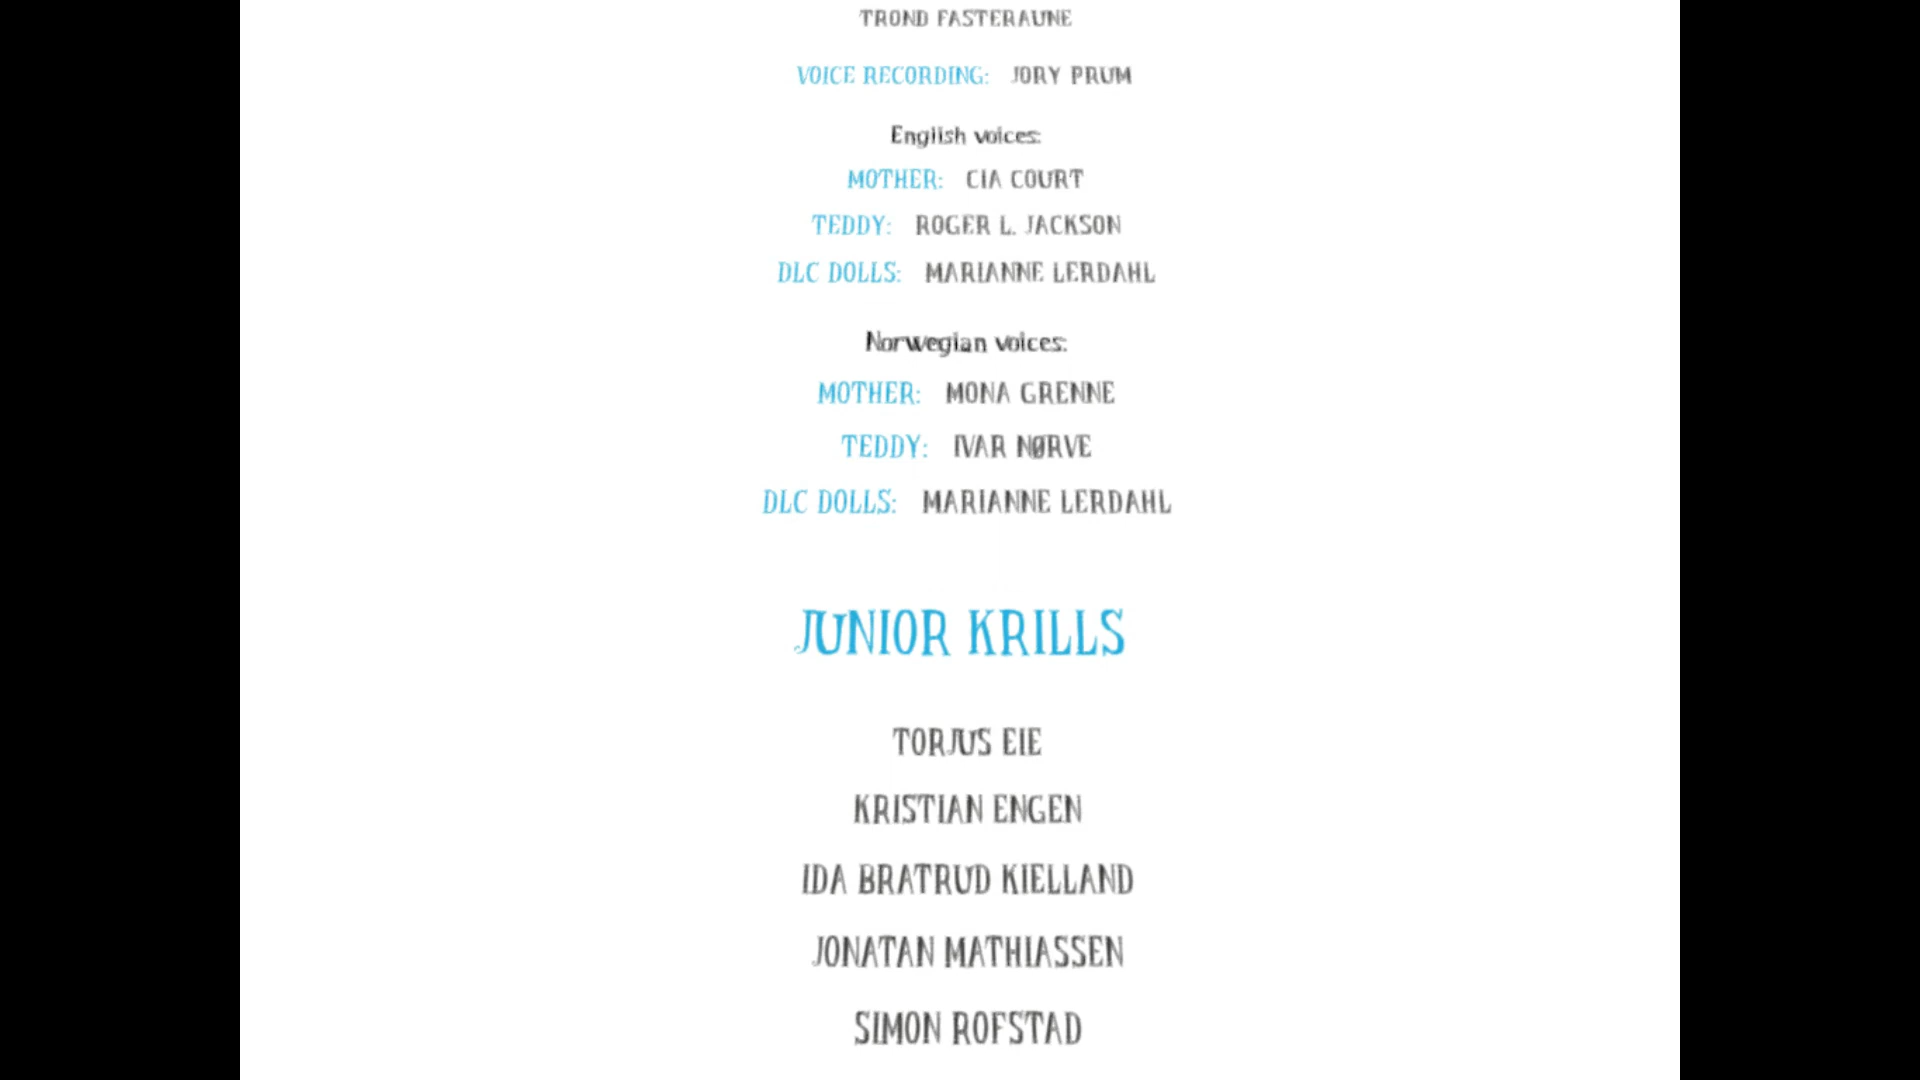 TROND FASTERAUNE
VOICE RECORDING: JORY PRUM
English voices:
MOTHER: CIA COURT
TEDDY: ROGER L. JACKSON
DLC DOLLS: MARIANNE LERDAHL
Norwegian voices:
MOTHER: MONA GRENNE
TEDDY: IVAR NØRVE
DLC DOLLS: MARIANNE LERDAHL
JUNIOR KRILLS
TORJUS EIE
KRISTIAN ENGEN
IDA BRATRUD KIELLAND
JONATAN MATHIASSEN
SIMON ROFSTAD